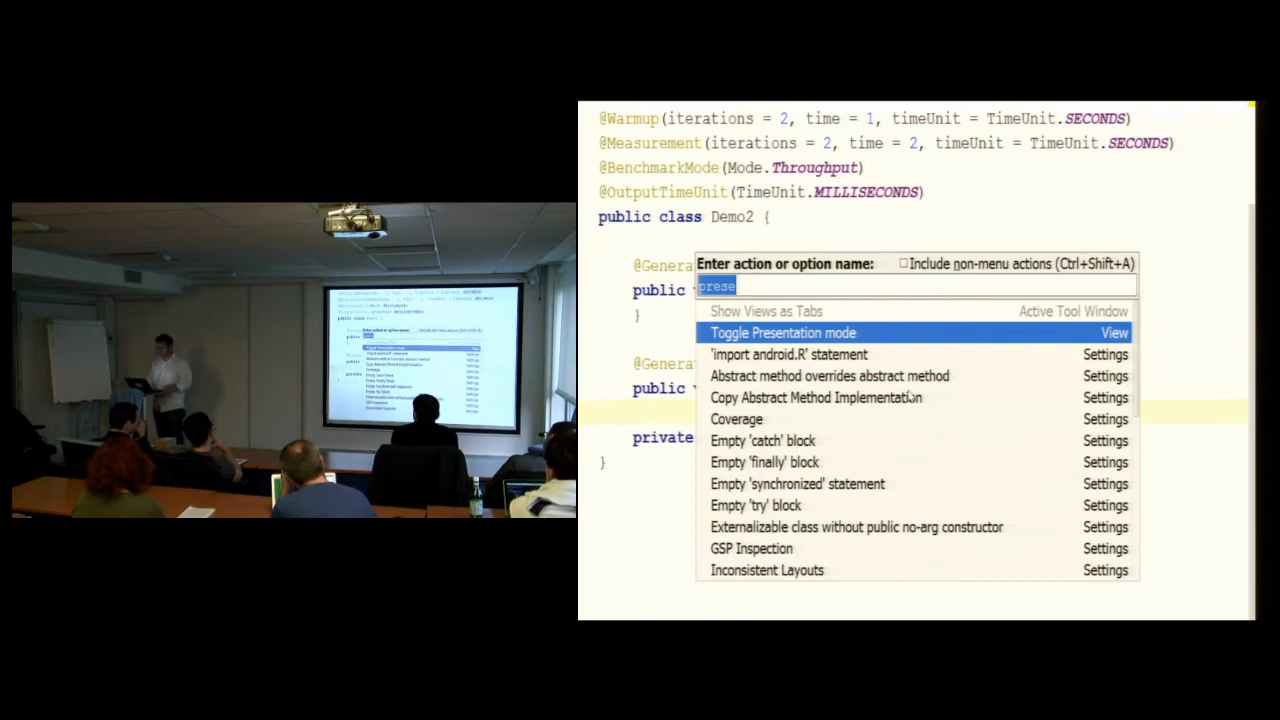 @Warmup(iterations = 2, time = 1, timeUnit = TimeUnit.SECONDS)
@Measurement(iterations = 2, time = 2, timeUnit = TimeUnit.SECONDS)
@BenchmarkMode(Mode.Throughput)
@OutputTimeUnit(TimeUnit.MILLISECONDS)
public class Demo2 {
@Genera
public v
}
@Genera
public v
private
}
Enter action or option name: Include non-menu actions (Ctrl+Shift+A)
prese
Show Views as Tabs Active Tool Window
Toggle Presentation mode View
'import android.R' statement Settings
Abstract method overrides abstract method Settings
Copy Abstract Method Implementation Settings
Coverage Settings
Empty 'catch' block Settings
Empty 'finally' block Settings
Empty 'synchronized' statement Settings
Empty 'try' block Settings
Externalizable class without public no-arg constructor Settings
GSP Inspection Settings
Inconsistent Layouts Settings